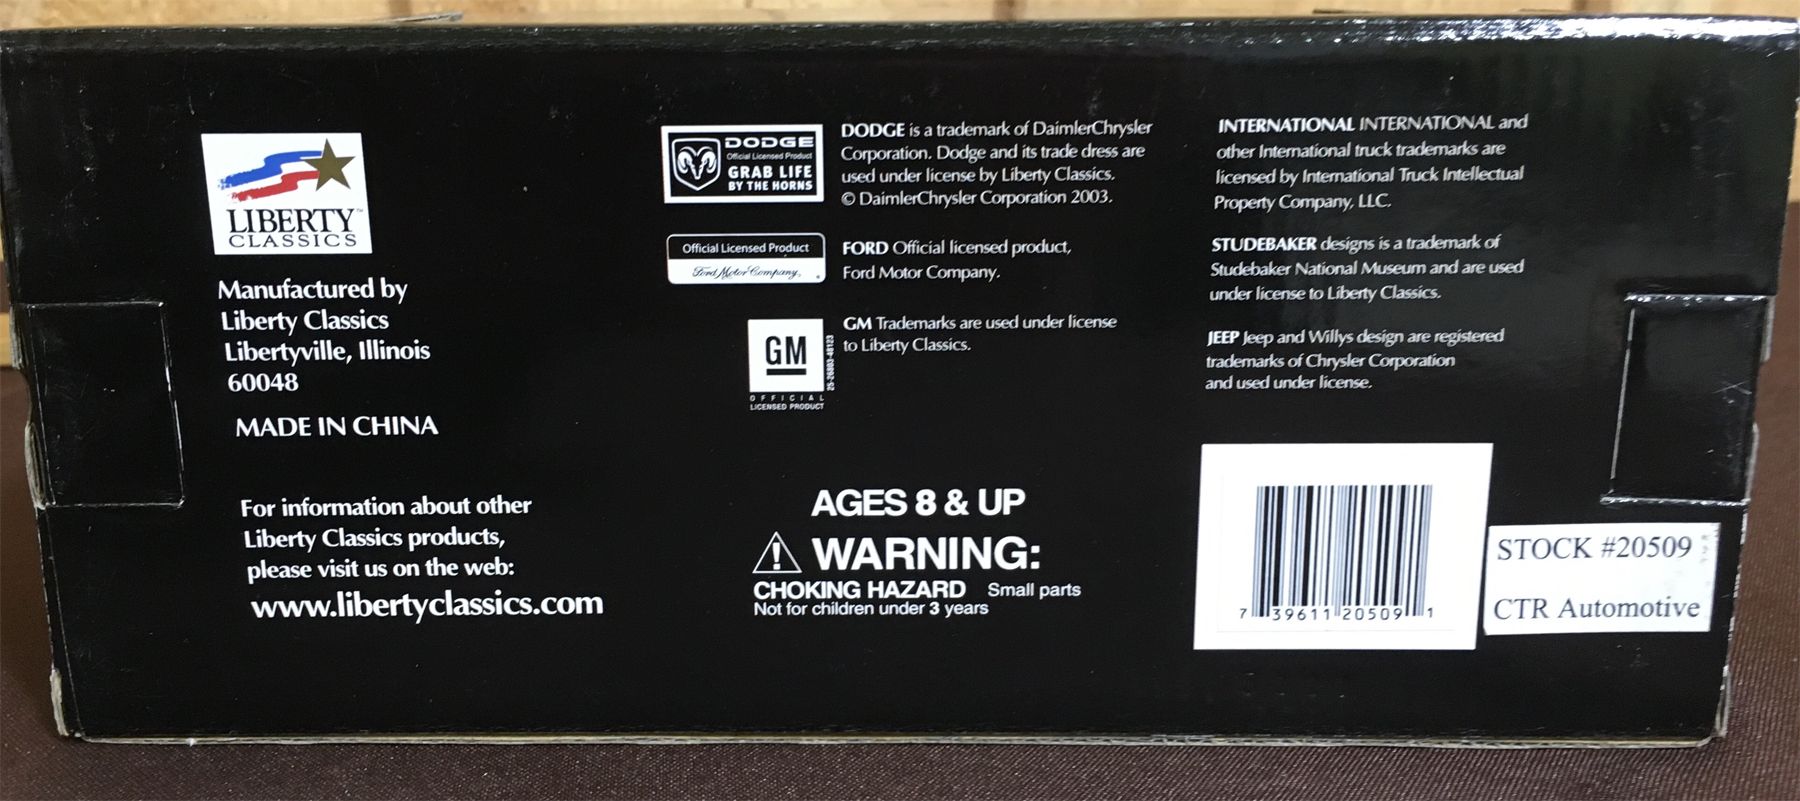 LIBERTY™
CLASSICS
Manufactured by
Liberty Classics
Libertyville, Illinois
60048
MADE IN CHINA
For information about other
Liberty Classics products,
please visit us on the web:
www.libertyclassics.com
DODGE
Official Licensed Product
GRAB LIFE
BY THE HORNS
DODGE is a trademark of DaimlerChrysler
Corporation. Dodge and its trade dress are
used under license by Liberty Classics.
© DaimlerChrysler Corporation 2003.
Official Licensed Product
Ford Motor Company
FORD Official licensed product,
Ford Motor Company.
GM
OFFICIAL
LICENSED PRODUCT
25-26803-48123
GM Trademarks are used under license
to Liberty Classics.
AGES 8 & UP
WARNING:
CHOKING HAZARD Small parts
Not for children under 3 years
INTERNATIONAL INTERNATIONAL and
other International truck trademarks are
licensed by International Truck Intellectual
Property Company, LLC.
STUDEBAKER designs is a trademark of
Studebaker National Museum and are used
under license to Liberty Classics.
JEEP Jeep and Willys design are registered
trademarks of Chrysler Corporation
and used under license.
7 39611 20509 1
STOCK #20509
CTR Automotive